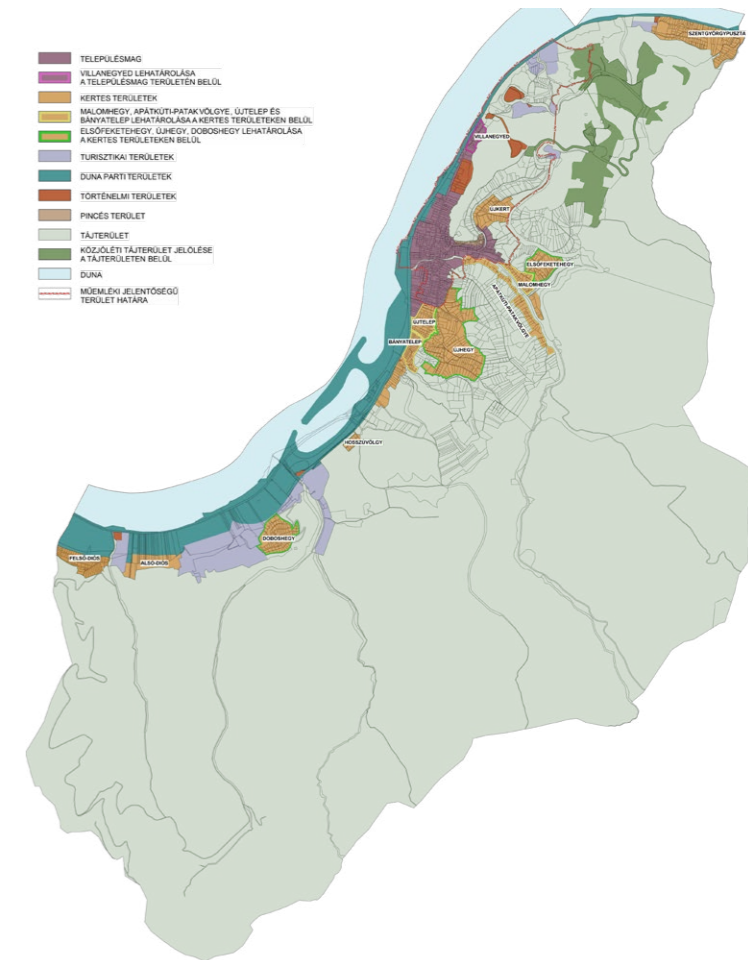 TELEPÜLÉSMAG
VILLANEGYED LEHATÁROLÁSA
A TELEPÜLÉSMAG TERÜLETÉN BELÜL
KERTES TERÜLETEK
MALOMHEGY, APÁTKÚTI-PATAKVÖLGYE, ÚJTELEP ÉS
BÁNYATELEP LEHATÁROLÁSA A KERTES TERÜLETEKEN BELÜL
ELSŐFEKETEHEGY, ÚJHEGY, DOBOSHEGY LEHATÁROLÁSA
A KERTES TERÜLETEKEN BELÜL
TURISZTIKAI TERÜLETEK
DUNA PARTI TERÜLETEK
TÖRTÉNELMI TERÜLETEK
PINCÉS TERÜLET
TÁJTERÜLET
KÖZJÓLÉTI TÁJTERÜLET JELÖLÉSE
A TÁJTERÜLETEN BELÜL
DUNA
MŰEMLÉKI JELENTŐSÉGŰ
TERÜLET HATÁRA
SZENTGYÖRGYPUSZTA
VILLANEGYED
ÚJKERT
ELSŐFEKETEHEGY
MALOMHEGY
APÁTKÚTI-PATAKVÖLGYE
ÚJTELEP
BÁNYATELEP
ÚJHEGY
HOSSZÚVÖLGY
DOBOSHEGY
FELSŐ-DIÓS
ALSÓ-DIÓS